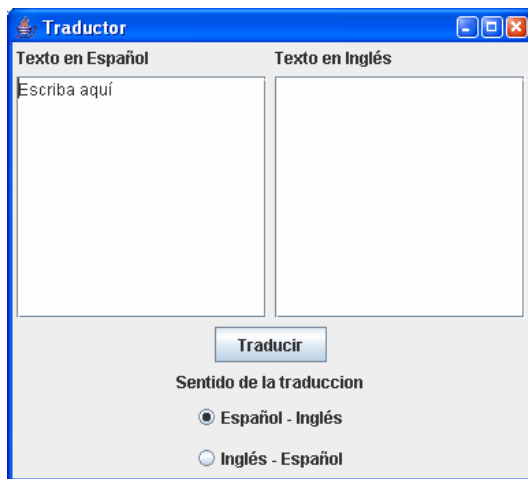 Traductor
Texto en Español Texto en Inglés
Escriba aquí
Traducir
Sentido de la traduccion
Español - Inglés
Inglés - Español